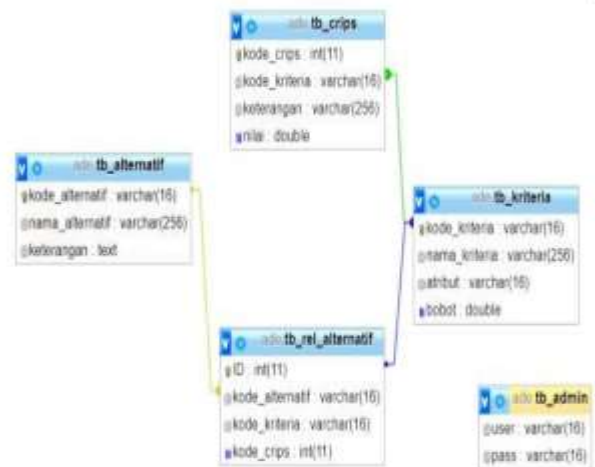 tb_crips
kode_crips : int(11)
kode_kriteria : varchar(16)
keterangan : varchar(256)
nilai : double
tb_alternatif
kode_alternatif : varchar(16)
nama_alternatif : varchar(256)
keterangan : text
tb_kriteria
kode_kriteria : varchar(16)
nama_kriteria : varchar(256)
atribut : varchar(16)
bobot : double
tb_rel_alternatif
ID : int(11)
kode_alternatif : varchar(16)
kode_kriteria : varchar(16)
kode_crips : int(11)
tb_admin
user : varchar(16)
pass : varchar(16)